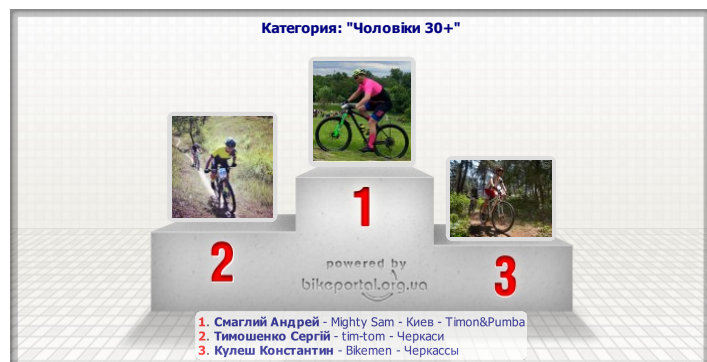 Категория: "Чоловіки 30+"
1
2
3
powered by
bikeportal.org.ua
1. Смаглий Андрей - Mighty Sam - Киев - Timon&Pumba
2. Тимошенко Сергій - tim-tom - Черкаси
3. Кулеш Константин - Bikemen - Черкассы